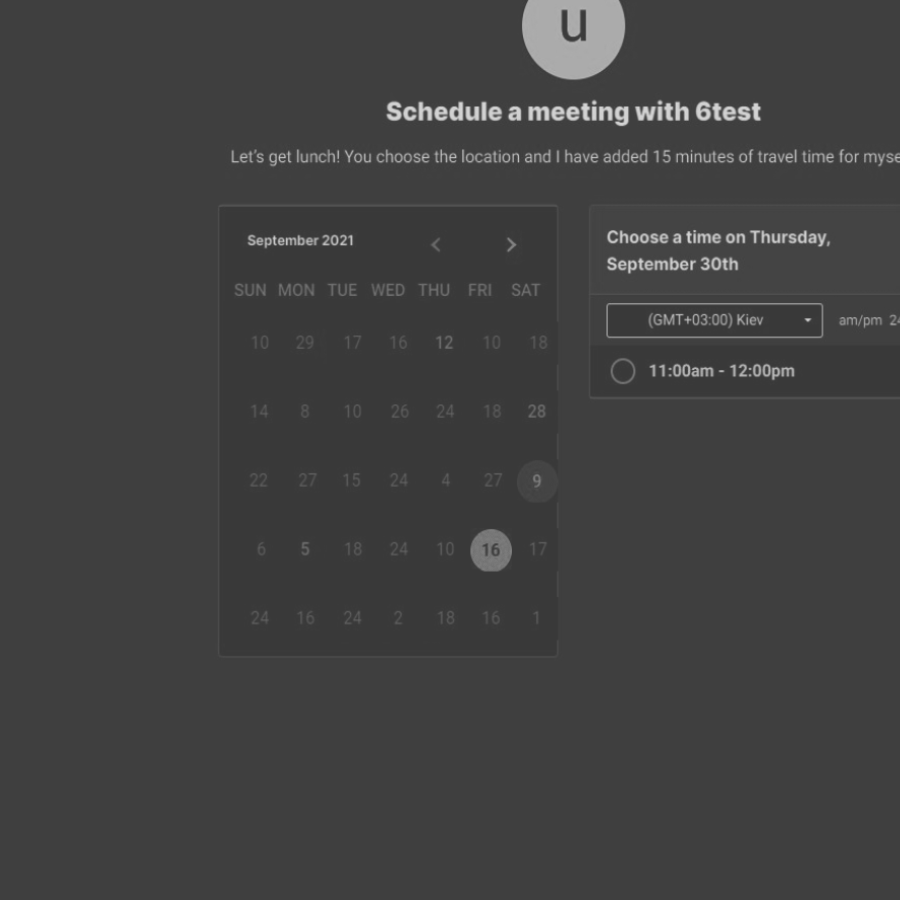 u
Schedule a meeting with 6test
Let's get lunch! You choose the location and I have added 15 minutes of travel time for myse
September 2021
SUN MON TUE WED THU FRI SAT
10 29 17 16 12 10 18
14 8 10 26 24 18 28
22 27 15 24 4 27 9
6 5 18 24 10 16 17
24 16 24 2 18 16 1
Choose a time on Thursday,
September 30th
(GMT+03:00) Kiev am/pm 24
11:00am - 12:00pm